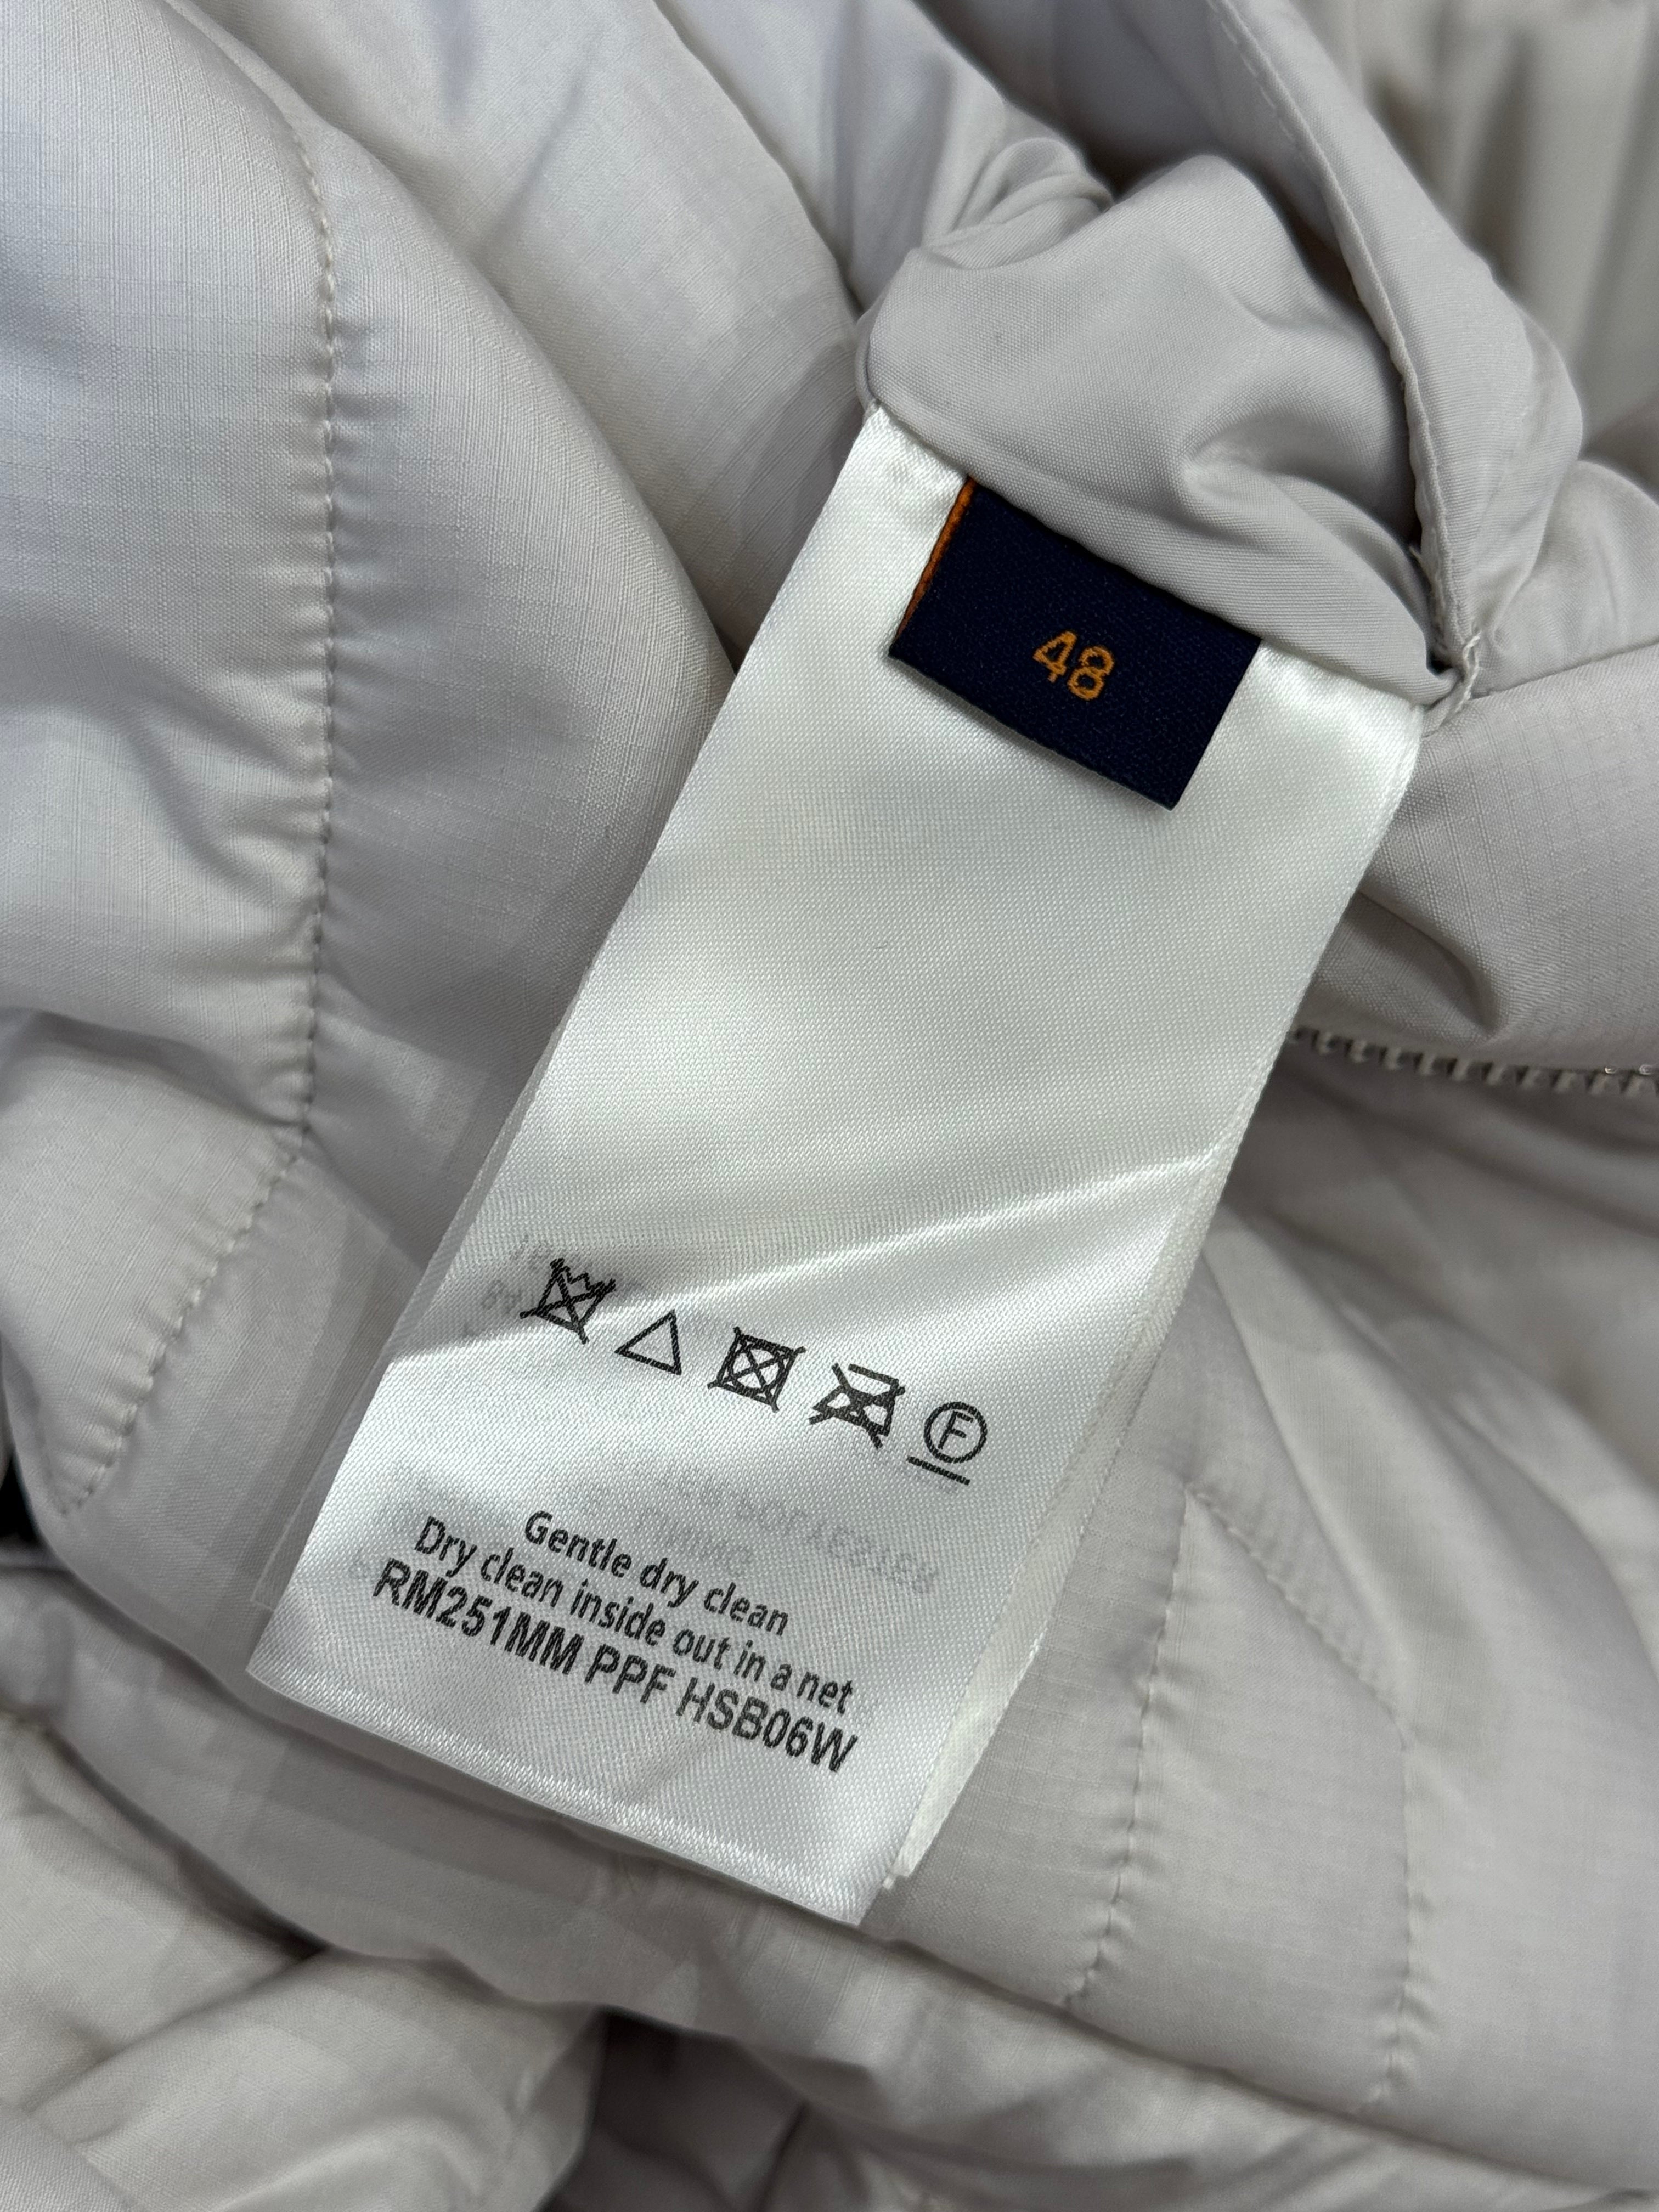 48
F
Gentle dry clean
Dry clean inside out in a net
RM251MM PPF HSB06W